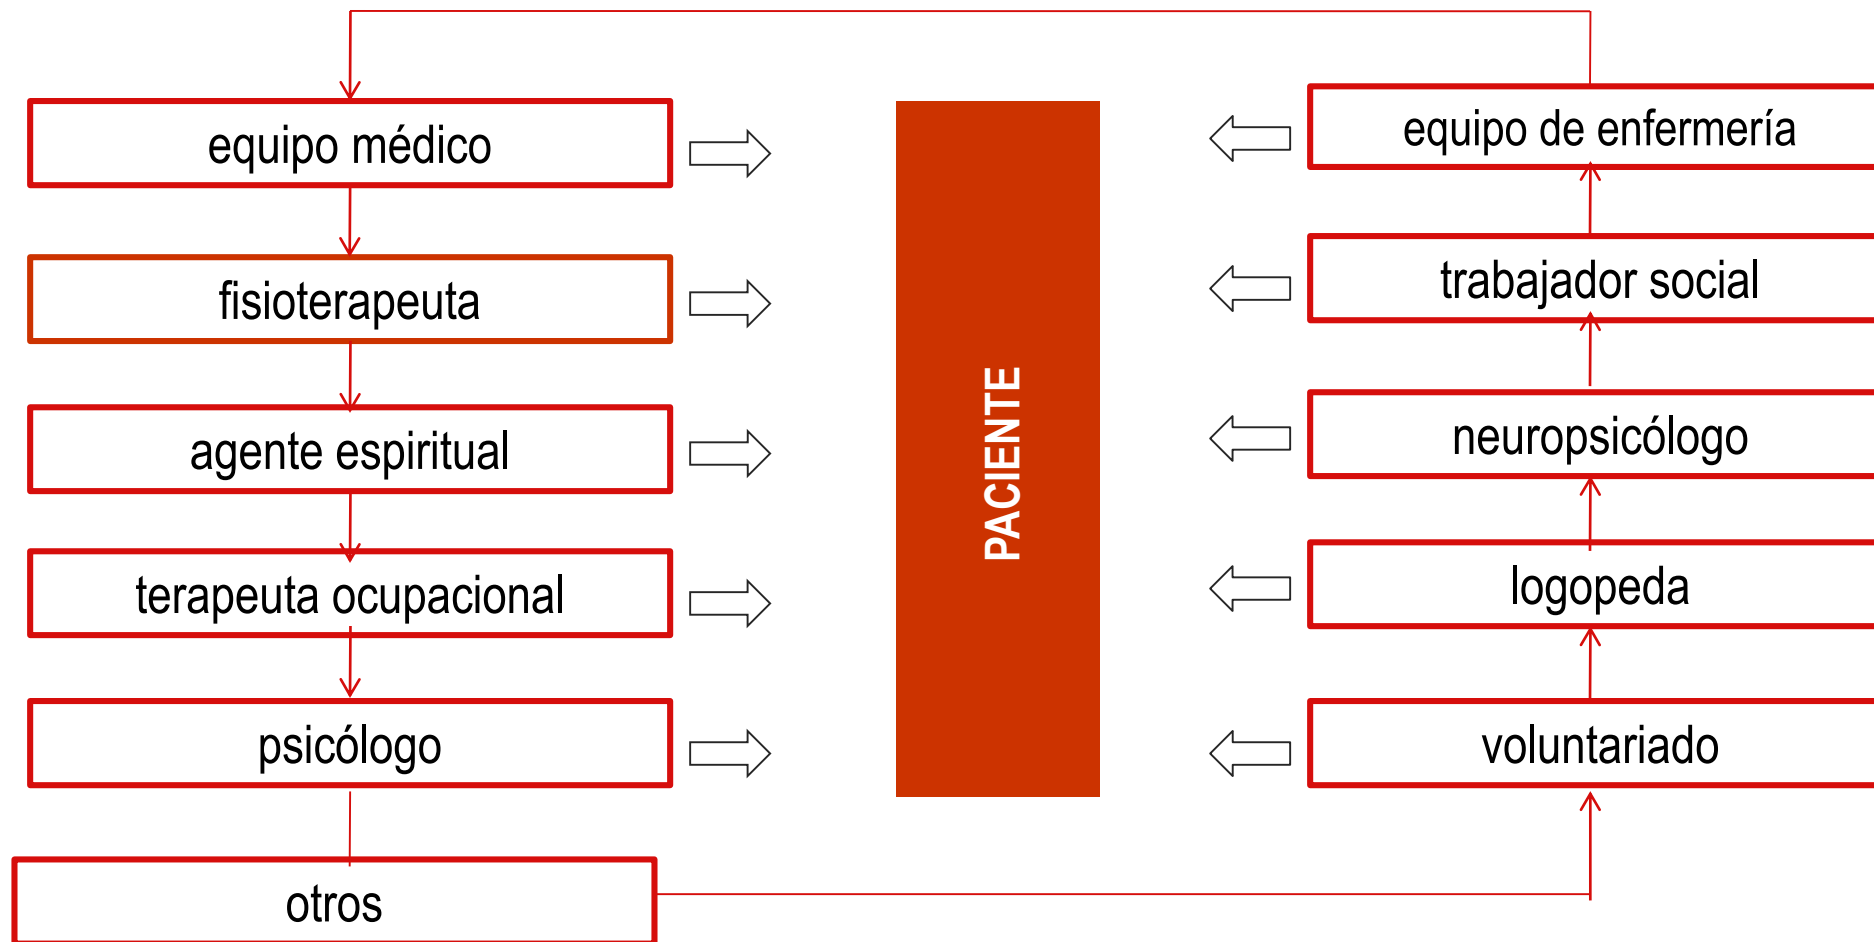 equipo médico
fisioterapeuta
agente espiritual
terapeuta ocupacional
psicólogo
otros
PACIENTE
equipo de enfermería
trabajador social
neuropsicólogo
logopeda
voluntariado